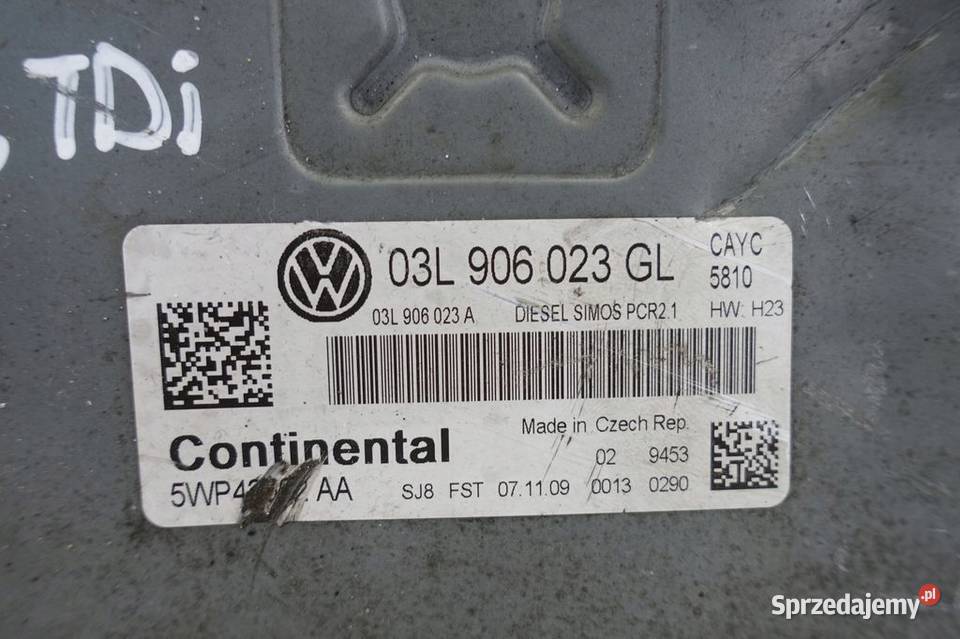 TDi
03L 906 023 GL
CAYC
5810
03L 906 023 A DIESEL SIMOS PCR2.1 HW: H23
Made in Czech Rep.
02 9453
Continental
AA
SJ8 FST 07.11.09 0013 0290
Sprzedajemy.pl